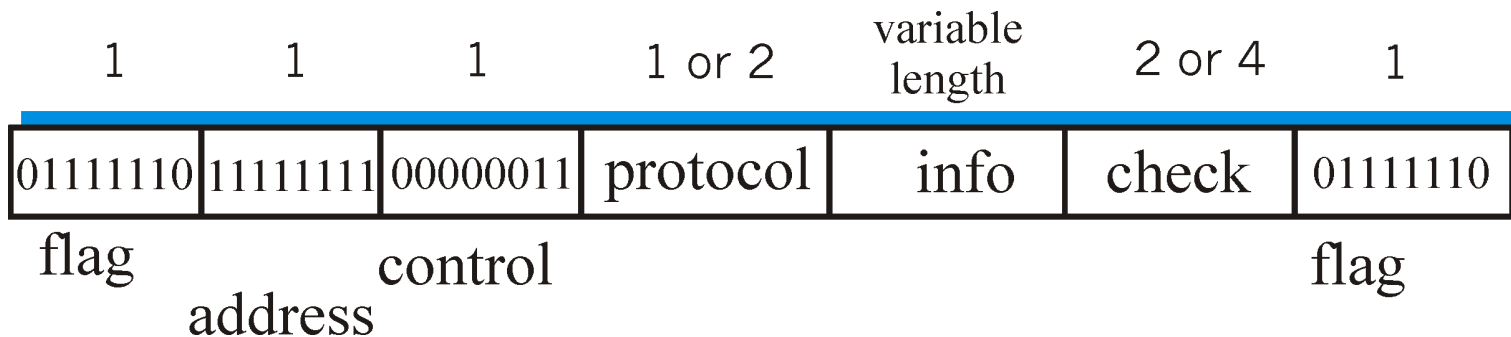 1 1 1 1 or 2 variable length 2 or 4 1
01111110 11111111 00000011 protocol info check 01111110
flag address control flag